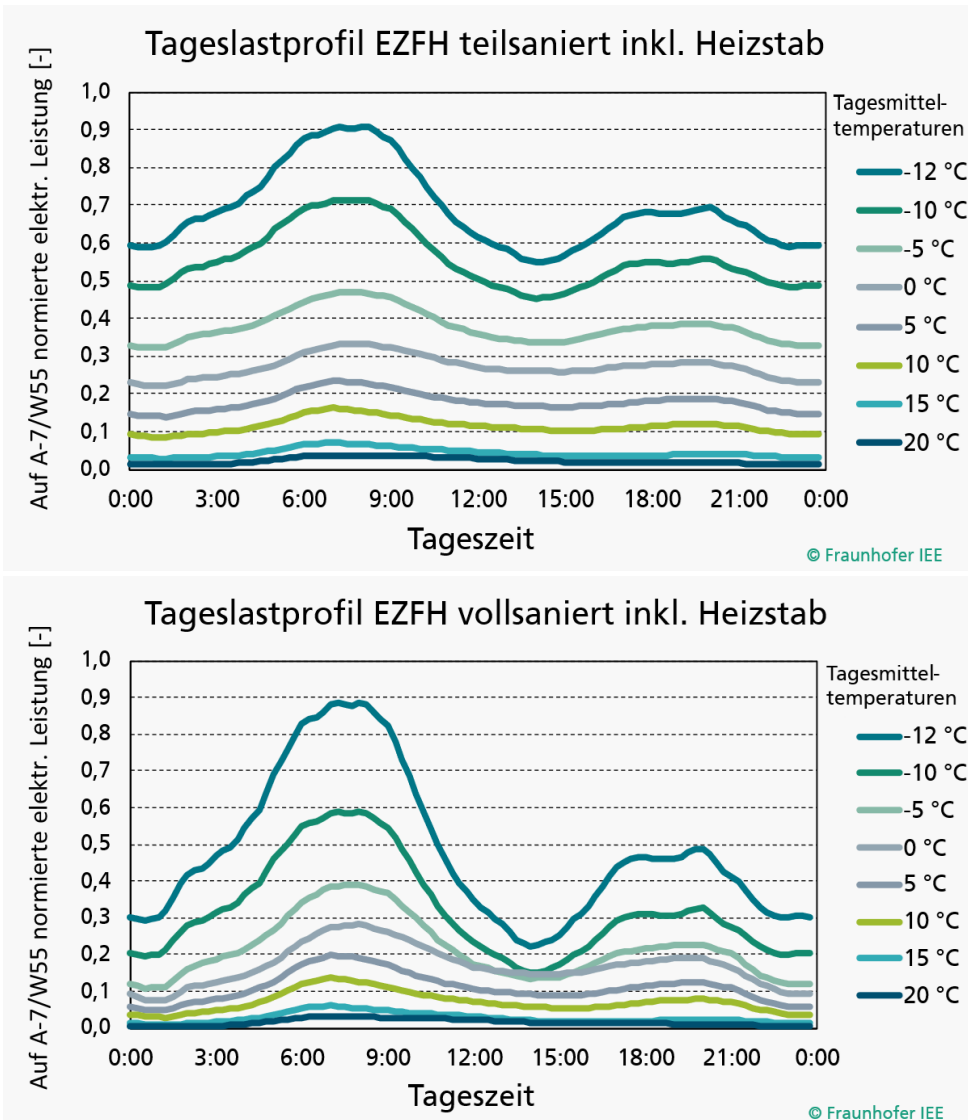 Tageslastprofil EZFH teilsaniert inkl. Heizstab
Auf A-7/W55 normierte elektr. Leistung [-]
1,0
0,9
0,8
0,7
0,6
0,5
0,4
0,3
0,2
0,1
0,0
0:00 3:00 6:00 9:00 12:00 15:00 18:00 21:00 0:00
Tageszeit
Tagesmittel-
temperaturen
-12 °C
-10 °C
-5 °C
0 °C
5 °C
10 °C
15 °C
20 °C
© Fraunhofer IEE
Tageslastprofil EZFH vollsaniert inkl. Heizstab
Auf A-7/W55 normierte elektr. Leistung [-]
1,0
0,9
0,8
0,7
0,6
0,5
0,4
0,3
0,2
0,1
0,0
0:00 3:00 6:00 9:00 12:00 15:00 18:00 21:00 0:00
Tageszeit
Tagesmittel-
temperaturen
-12 °C
-10 °C
-5 °C
0 °C
5 °C
10 °C
15 °C
20 °C
© Fraunhofer IEE